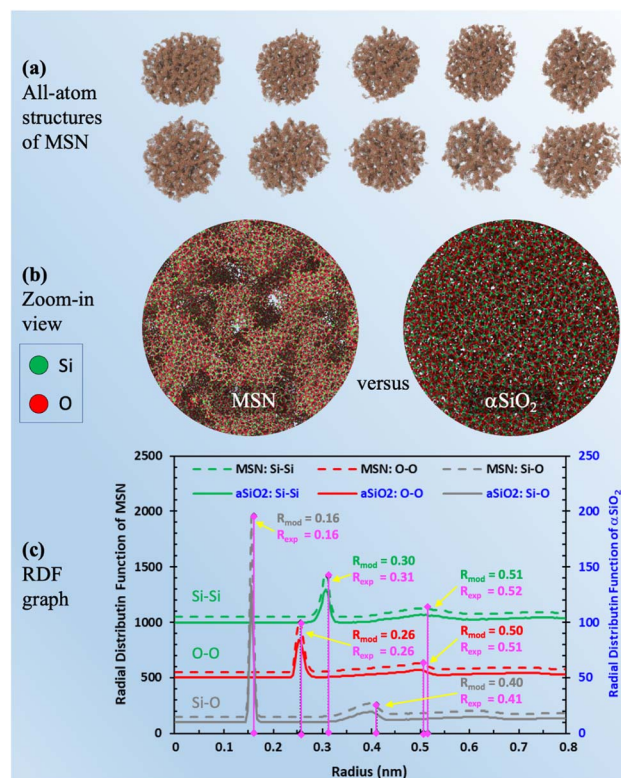 (a)
All-atom
structures
of MSN
(b)
Zoom-in
view
Si
O
MSN
versus
αSiO2
(c)
RDF
graph
Radial Distributin Function of MSN
2500
2000
1500
1000
500
0
MSN: Si-Si
MSN: O-O
MSN: Si-O
aSiO2: Si-Si
aSiO2: O-O
aSiO2: Si-O
Rmod = 0.16
Rexp = 0.16
Rmod = 0.30
Rexp = 0.31
Rmod = 0.51
Rexp = 0.52
Si-Si
Rmod = 0.26
Rexp = 0.26
Rmod = 0.50
Rexp = 0.51
O-O
Rmod = 0.40
Rexp = 0.41
Si-O
250
200
150
100
50
0
Radial Distributin Function of αSiO2
0 0.1 0.2 0.3 0.4 0.5 0.6 0.7 0.8
Radius (nm)